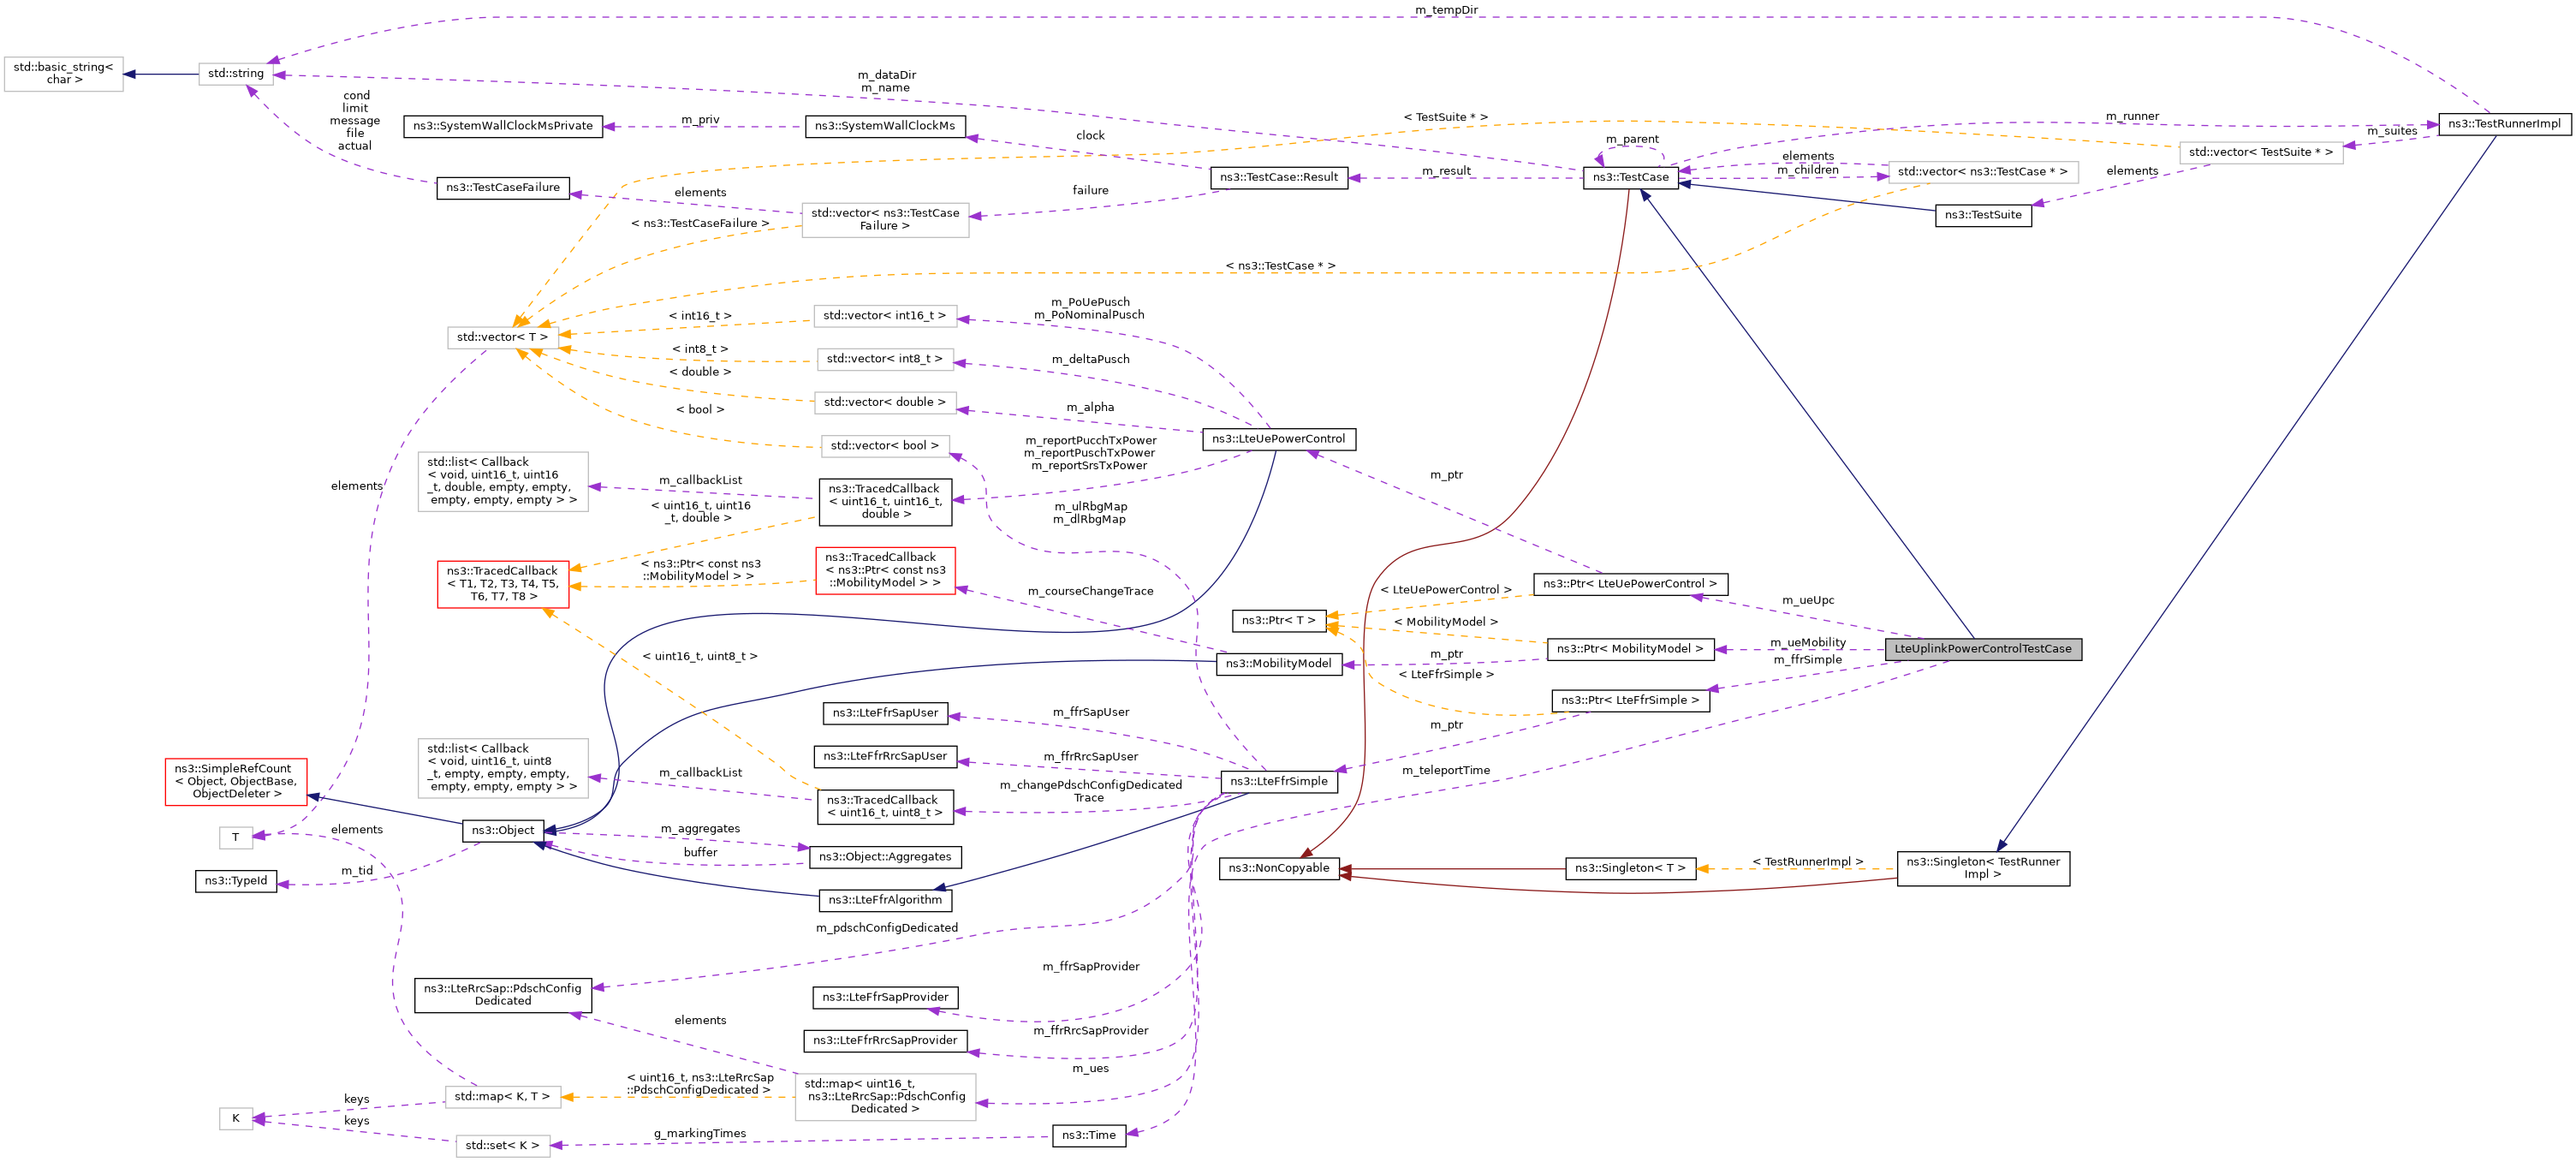 m_tempDir
std::basic_string<
char >
std::string
m_dataDir
m_name
cond
limit
message
file
actual
ns3::SystemWallClockMsPrivate
m_priv
ns3::SystemWallClockMs
clock
< TestSuite * >
m_runner
ns3::TestRunnerImpl
m_suites
m_parent
std::vector< TestSuite * >
elements
m_children
elements
ns3::TestCaseFailure
elements
ns3::TestCase::Result
failure
m_result
ns3::TestCase
std::vector< ns3::TestCase * >
std::vector< ns3::TestCase
Failure >
< ns3::TestCaseFailure >
ns3::TestSuite
< ns3::TestCase * >
std::vector< T >
< int16_t >
std::vector< int16_t >
m_PoUePusch
m_PoNominalPusch
< int8_t >
std::vector< int8_t >
m_deltaPusch
< double >
std::vector< double >
m_alpha
< bool >
std::vector< bool >
ns3::LteUePowerControl
m_reportPucchTxPower
m_reportPuschTxPower
m_reportSrsTxPower
std::list< Callback
< void, uint16_t, uint16
_t, double, empty, empty,
empty, empty, empty > >
m_callbackList
ns3::TracedCallback
< uint16_t, uint16_t,
double >
m_ptr
elements
< uint16_t, uint16
_t, double >
m_ulRbgMap
m_dlRbgMap
ns3::TracedCallback
< T1, T2, T3, T4, T5,
T6, T7, T8 >
< ns3::Ptr< const ns3
::MobilityModel > >
ns3::TracedCallback
< ns3::Ptr< const ns3
::MobilityModel > >
m_courseChangeTrace
ns3::Ptr< LteUePowerControl >
< LteUePowerControl >
m_ueUpc
ns3::Ptr< T >
< MobilityModel >
ns3::Ptr< MobilityModel >
m_ueMobility
LteUplinkPowerControlTestCase
< uint16_t, uint8_t >
ns3::MobilityModel
m_ptr
m_ffrSimple
< LteFfrSimple >
ns3::Ptr< LteFfrSimple >
ns3::LteFfrSapUser
m_ffrSapUser
m_ptr
std::list< Callback
< void, uint16_t, uint8
_t, empty, empty, empty,
empty, empty, empty > >
ns3::LteFfrRrcSapUser
m_ffrRrcSapUser
m_teleportTime
ns3::SimpleRefCount
< Object, ObjectBase,
ObjectDeleter >
m_callbackList
ns3::LteFfrSimple
ns3::TracedCallback
< uint16_t, uint8_t >
m_changePdschConfigDedicated
Trace
T
elements
ns3::Object
m_aggregates
buffer
ns3::Object::Aggregates
m_tid
ns3::TypeId
ns3::LteFfrAlgorithm
ns3::NonCopyable
ns3::Singleton< T >
< TestRunnerImpl >
ns3::Singleton< TestRunner
Impl >
m_pdschConfigDedicated
ns3::LteRrcSap::PdschConfig
Dedicated
m_ffrSapProvider
ns3::LteFfrSapProvider
elements
m_ffrRrcSapProvider
ns3::LteFfrRrcSapProvider
m_ues
< uint16_t, ns3::LteRrcSap
::PdschConfigDedicated >
std::map< uint16_t,
ns3::LteRrcSap::PdschConfig
Dedicated >
std::map< K, T >
keys
K
keys
std::set< K >
g_markingTimes
ns3::Time